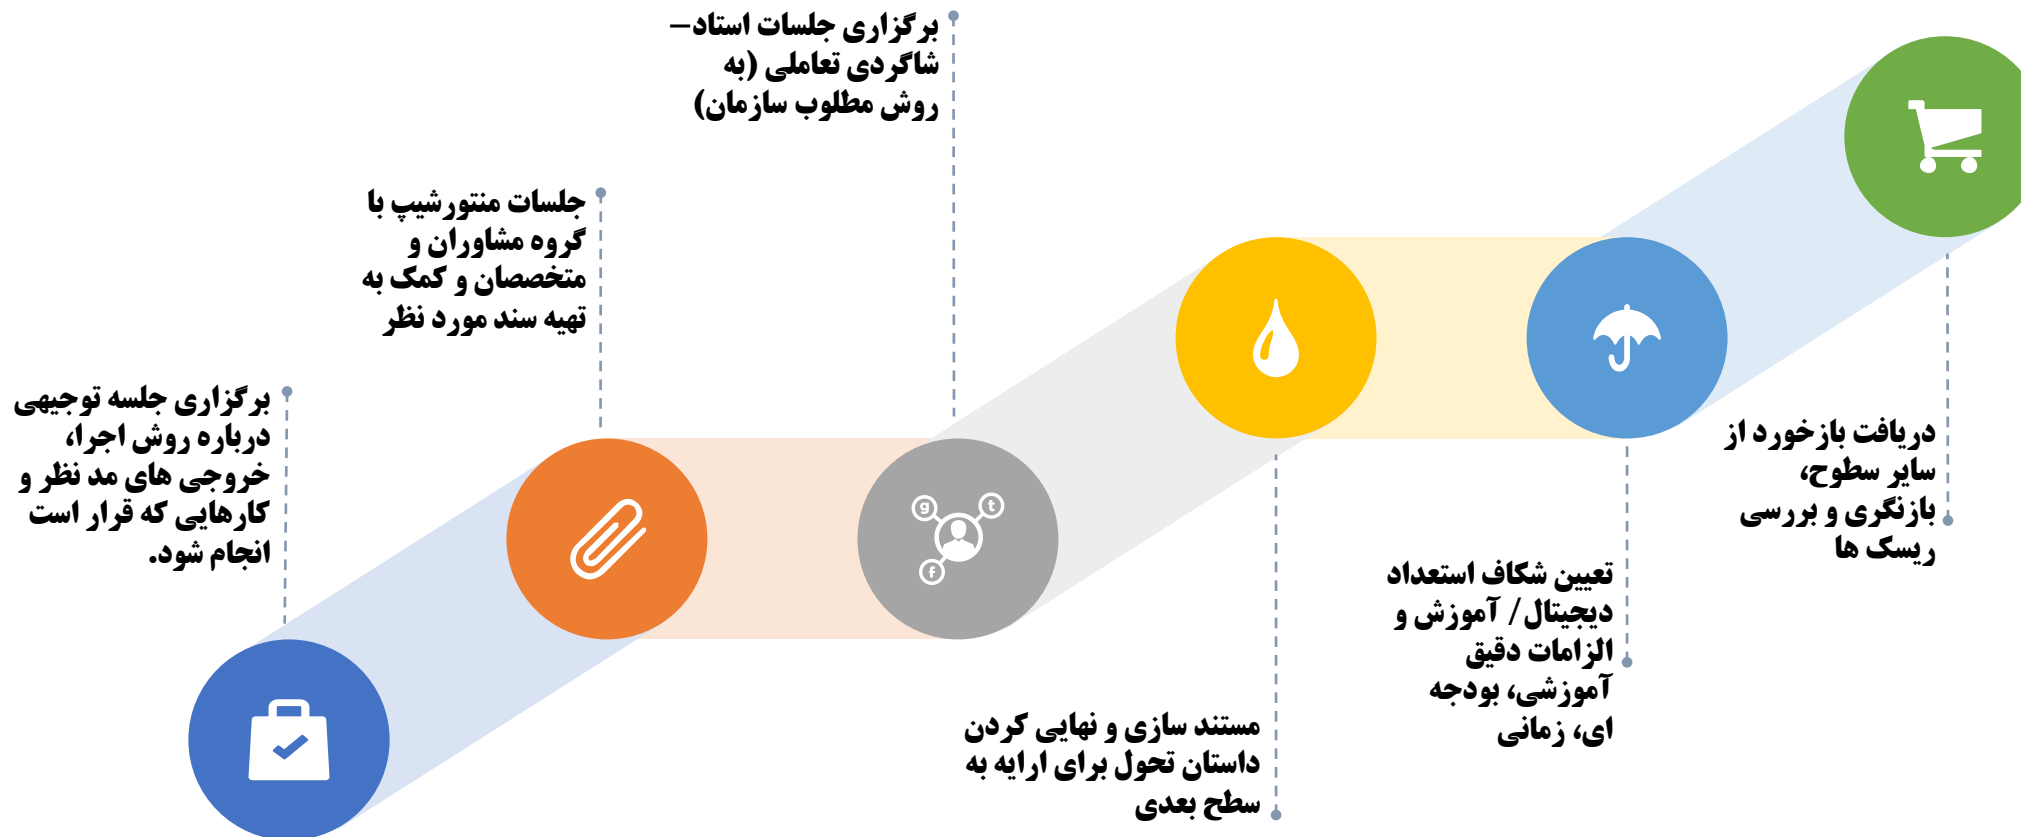 برگزاری جلسه توجیهی
درباره روش اجرا،
خروجی های مد نظر و
کارهایی که قرار است
انجام شود.
جلسات منتورشیپ با
گروه مشاوران و
متخصصان و کمک به
تهیه سند مورد نظر
برگزاری جلسات استاد–
شاگردی تعاملی (به
روش مطلوب سازمان)
مستند سازی و نهایی کردن
داستان تحول برای ارایه به
سطح بعدی
تعیین شکاف استعداد
دیجیتال/ آموزش و
الزامات دقیق
آموزشی، بودجه
ای، زمانی
دریافت بازخورد از
سایر سطوح،
بازنگری و بررسی
ریسک ها
g
t
f